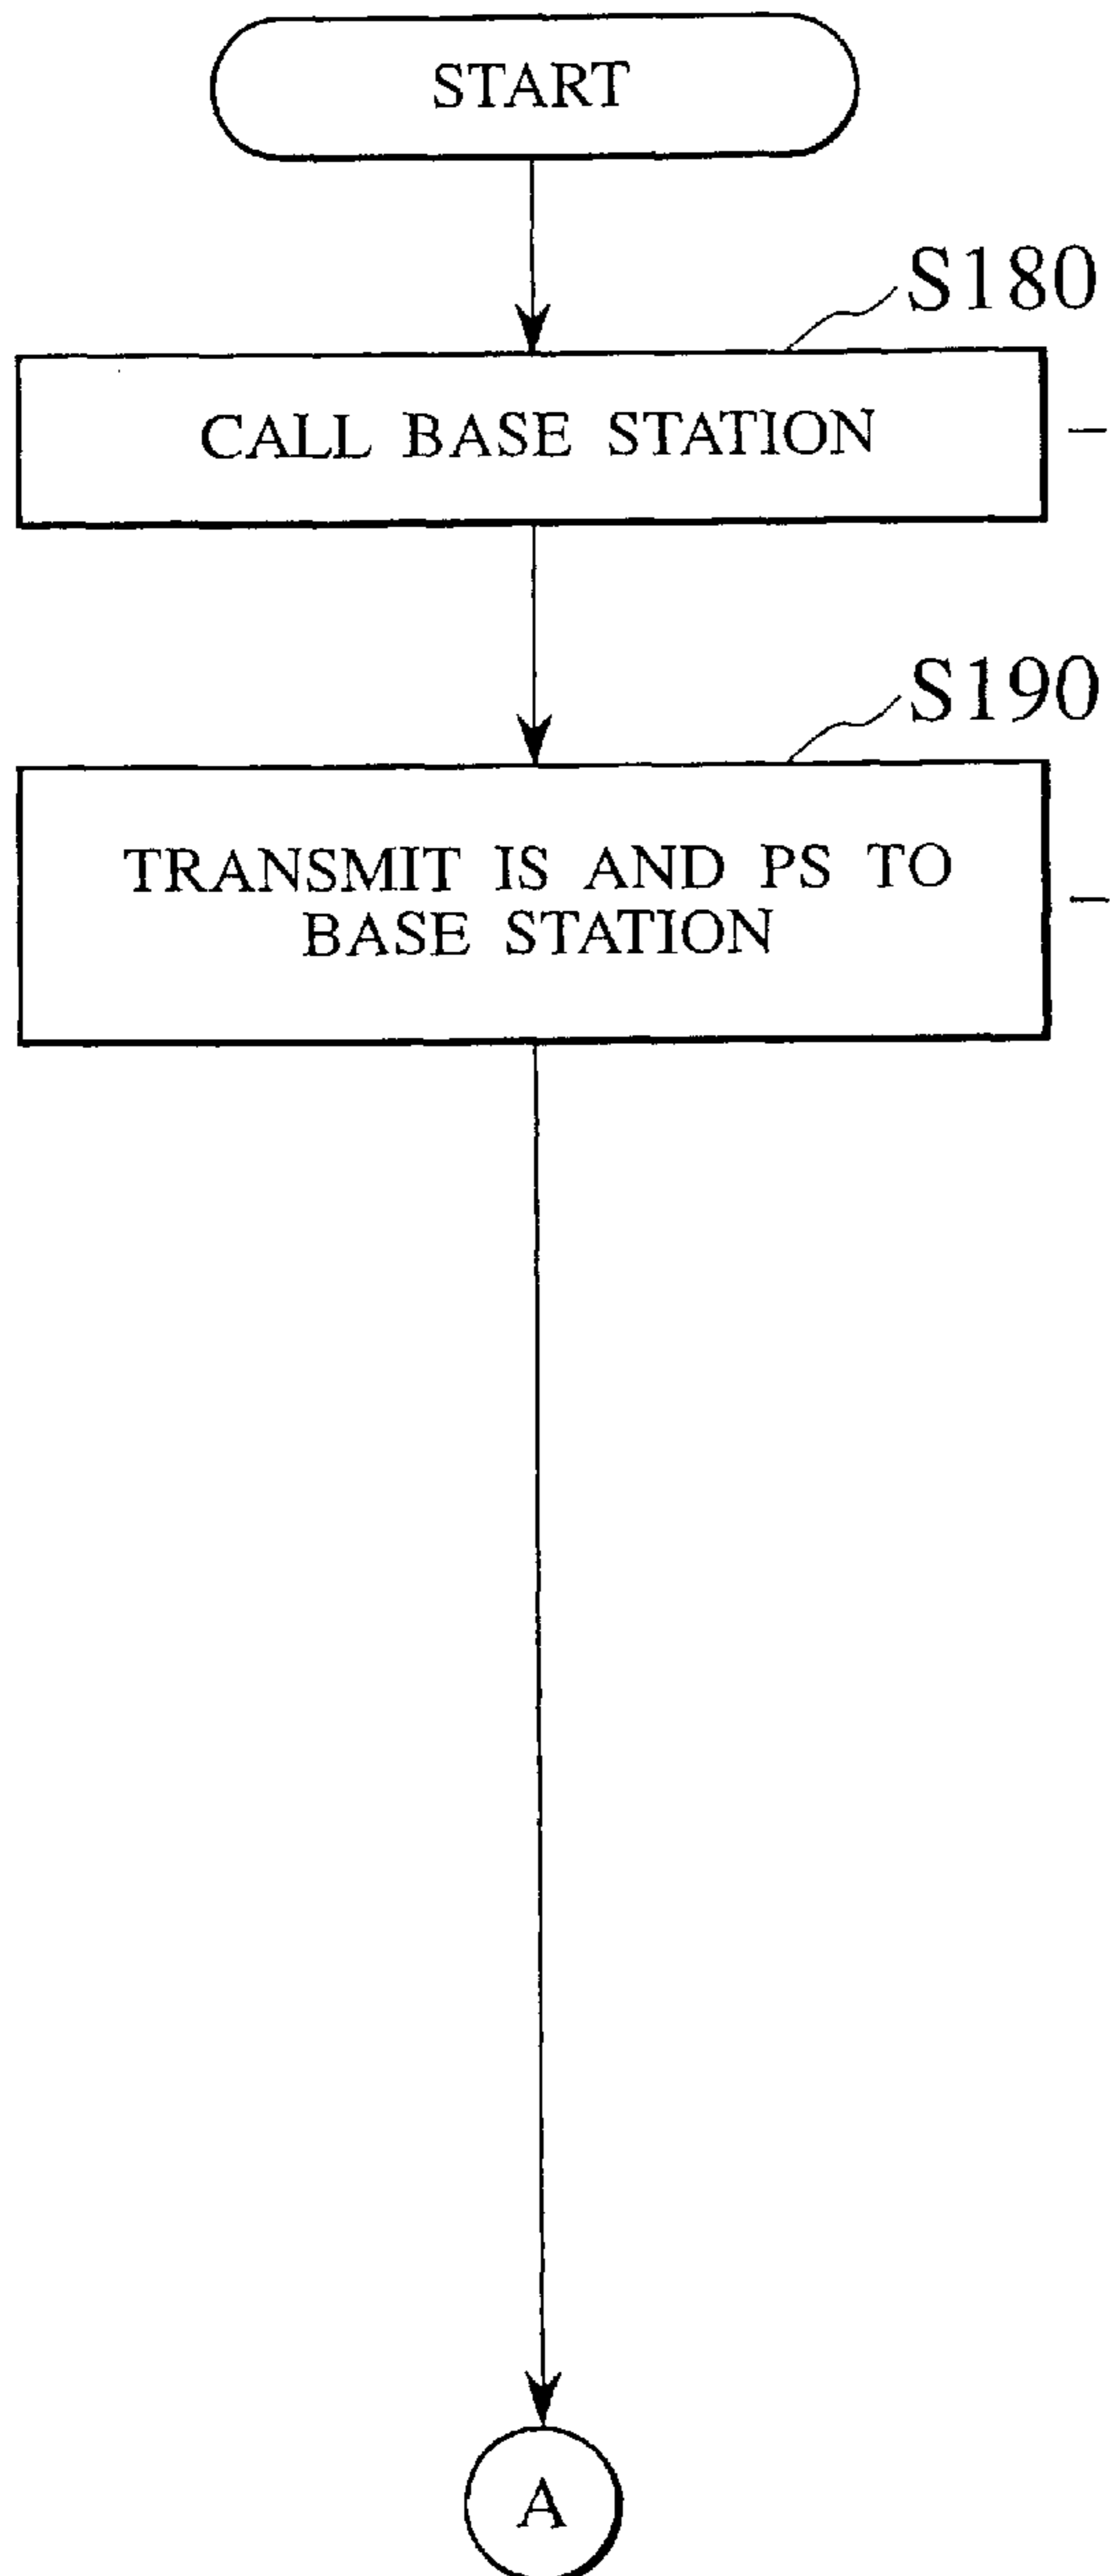 START
S180
CALL BASE STATION
S190
TRANSMIT IS AND PS TO
BASE STATION
A